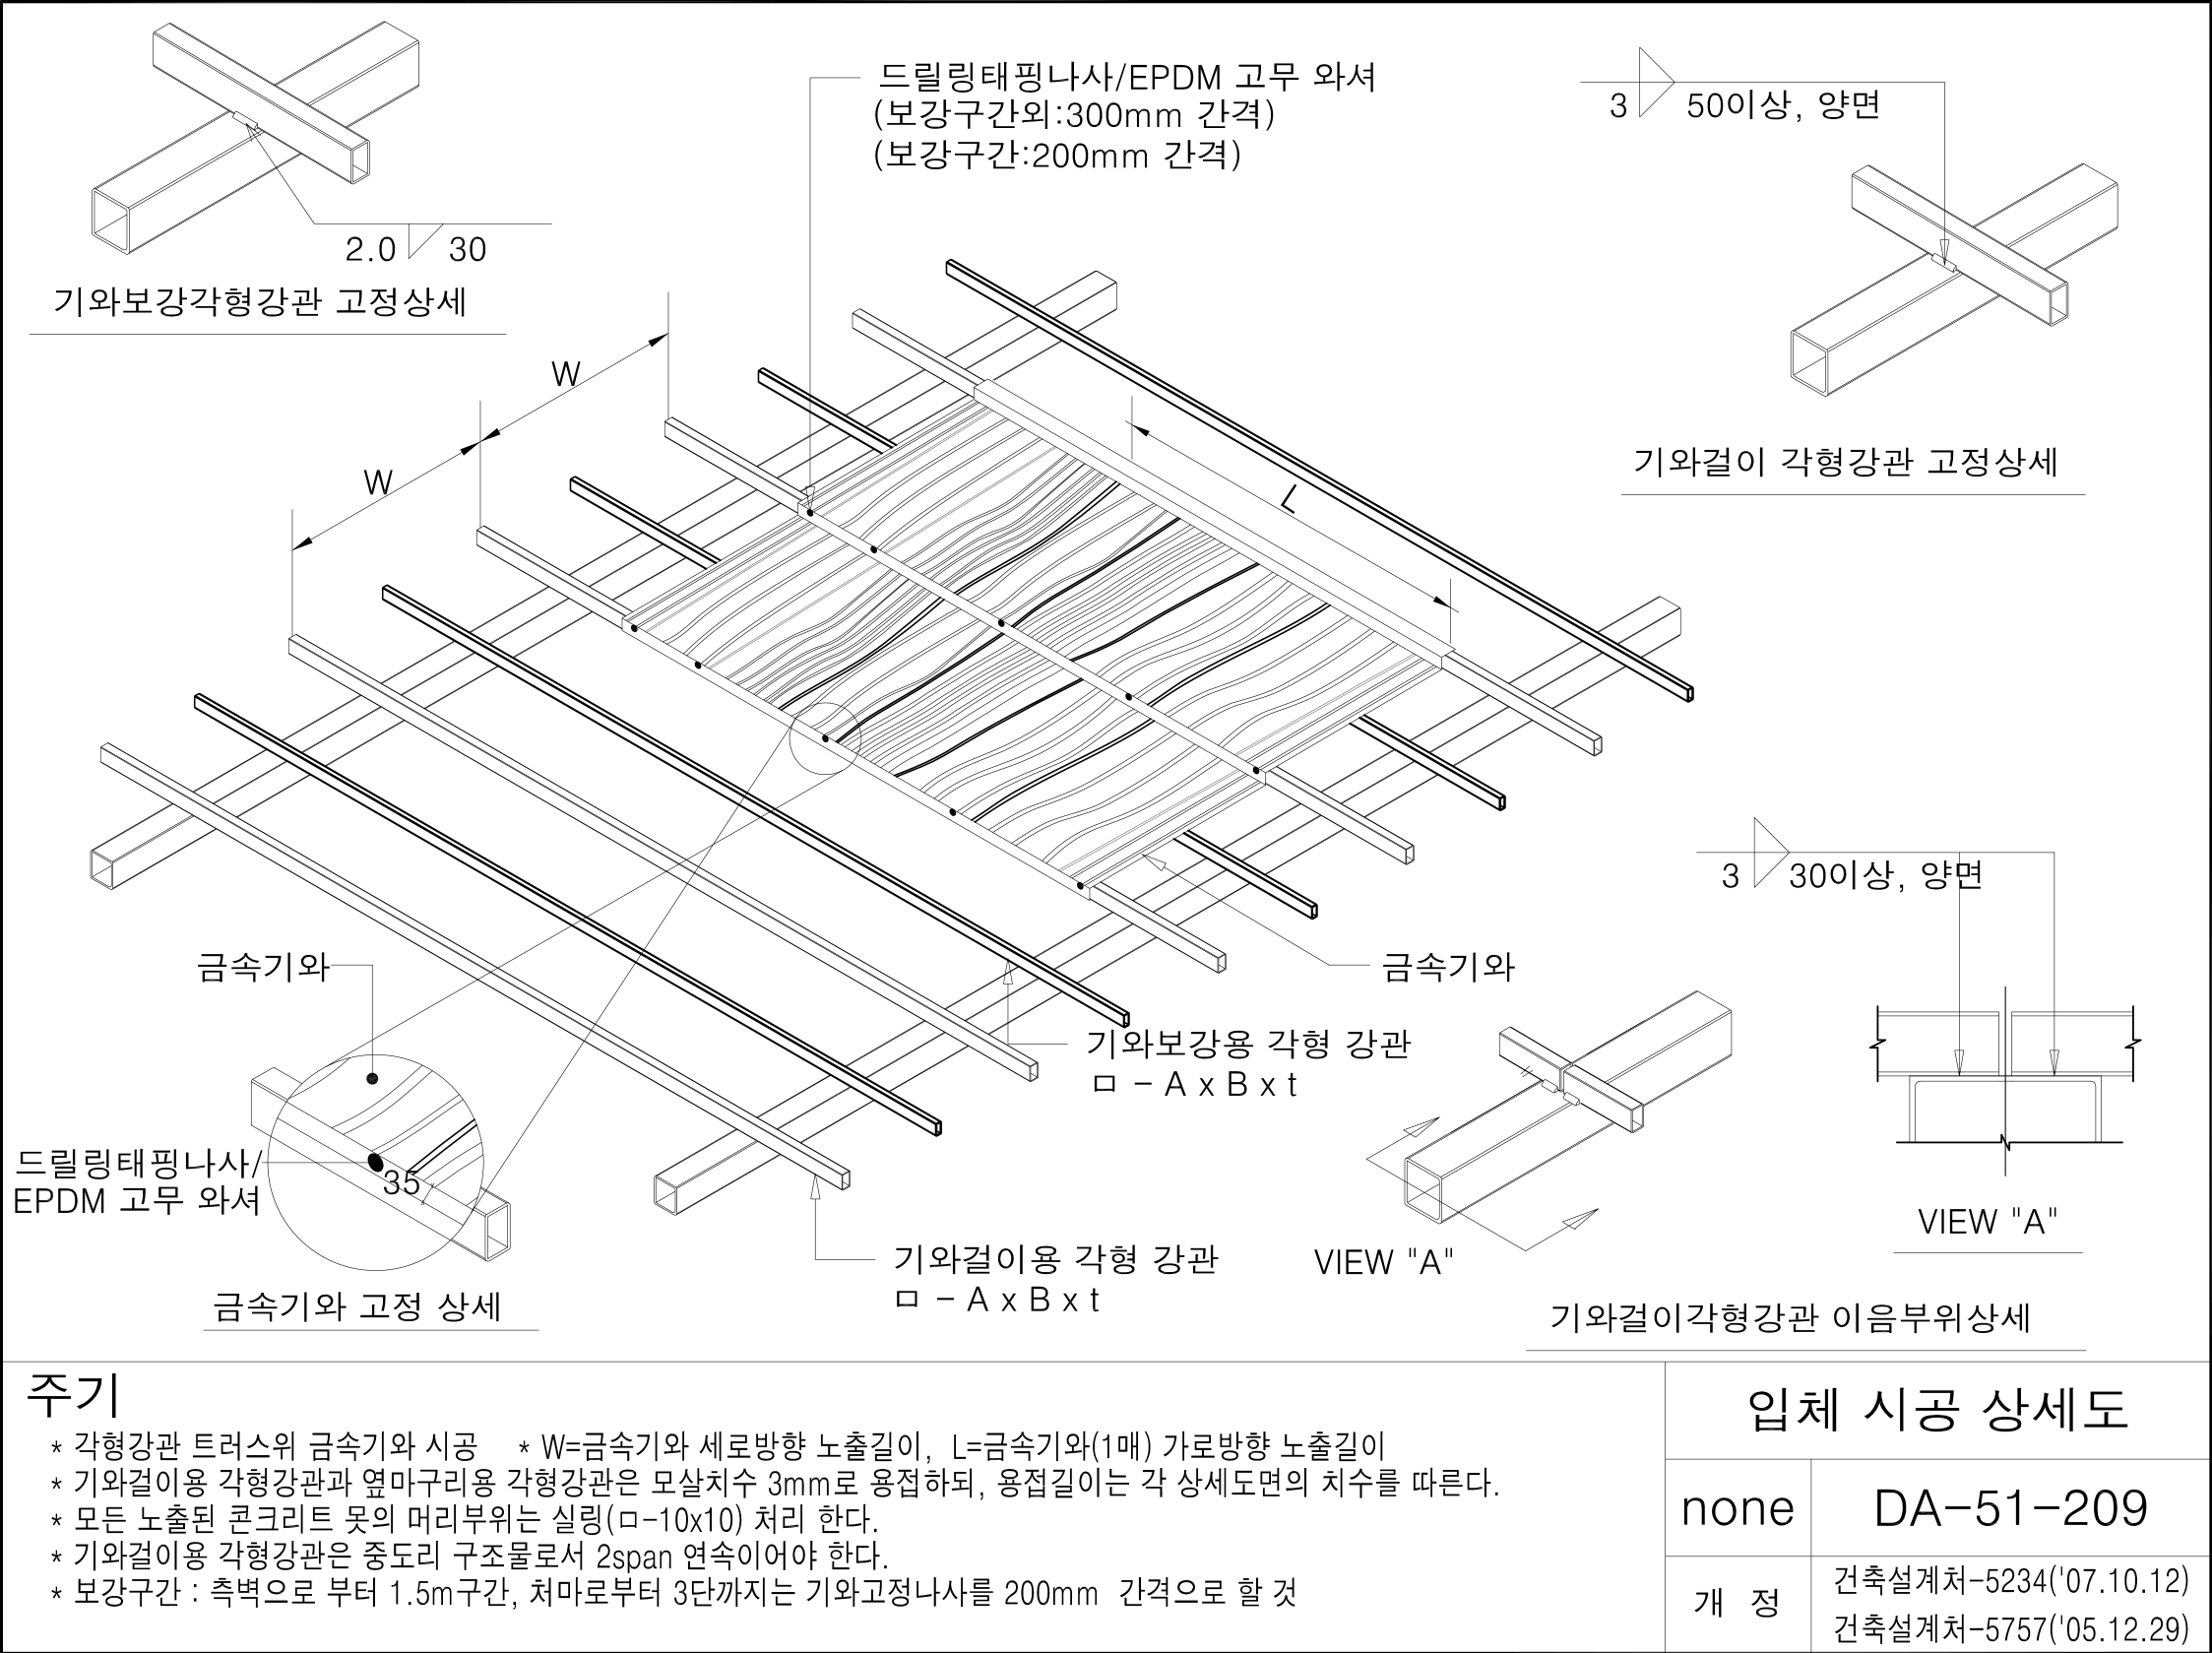 드릴링태핑나사/EPDM 고무 와셔
(보강구간외:300mm 간격)
(보강구간:200mm 간격)
3 50이상, 양면
2.0 30
기와보강각형강관 고정상세
W
W
L
기와걸이 각형강관 고정상세
3 30이상, 양면
금속기와
금속기와
기와보강용 각형 강관
ㅁ - A x B x t
드릴링태핑나사/
EPDM 고무 와셔
35
VIEW "A"
VIEW "A"
기와걸이용 각형 강관
ㅁ - A x B x t
금속기와 고정 상세
기와걸이각형강관 이음부위상세
주기
* 각형강관 트러스위 금속기와 시공 * W=금속기와 세로방향 노출길이, L=금속기와(1매) 가로방향 노출길이
* 기와걸이용 각형강관과 옆마구리용 각형강관은 모살치수 3mm로 용접하되, 용접길이는 각 상세도면의 치수를 따른다.
* 모든 노출된 콘크리트 못의 머리부위는 실링(ㅁ-10x10) 처리 한다.
* 기와걸이용 각형강관은 중도리 구조물로서 2span 연속이어야 한다.
* 보강구간 : 측벽으로 부터 1.5m구간, 처마로부터 3단까지는 기와고정나사를 200mm 간격으로 할 것
입체 시공 상세도
none DA-51-209
개 정
건축설계처-5234('07.10.12)
건축설계처-5757('05.12.29)